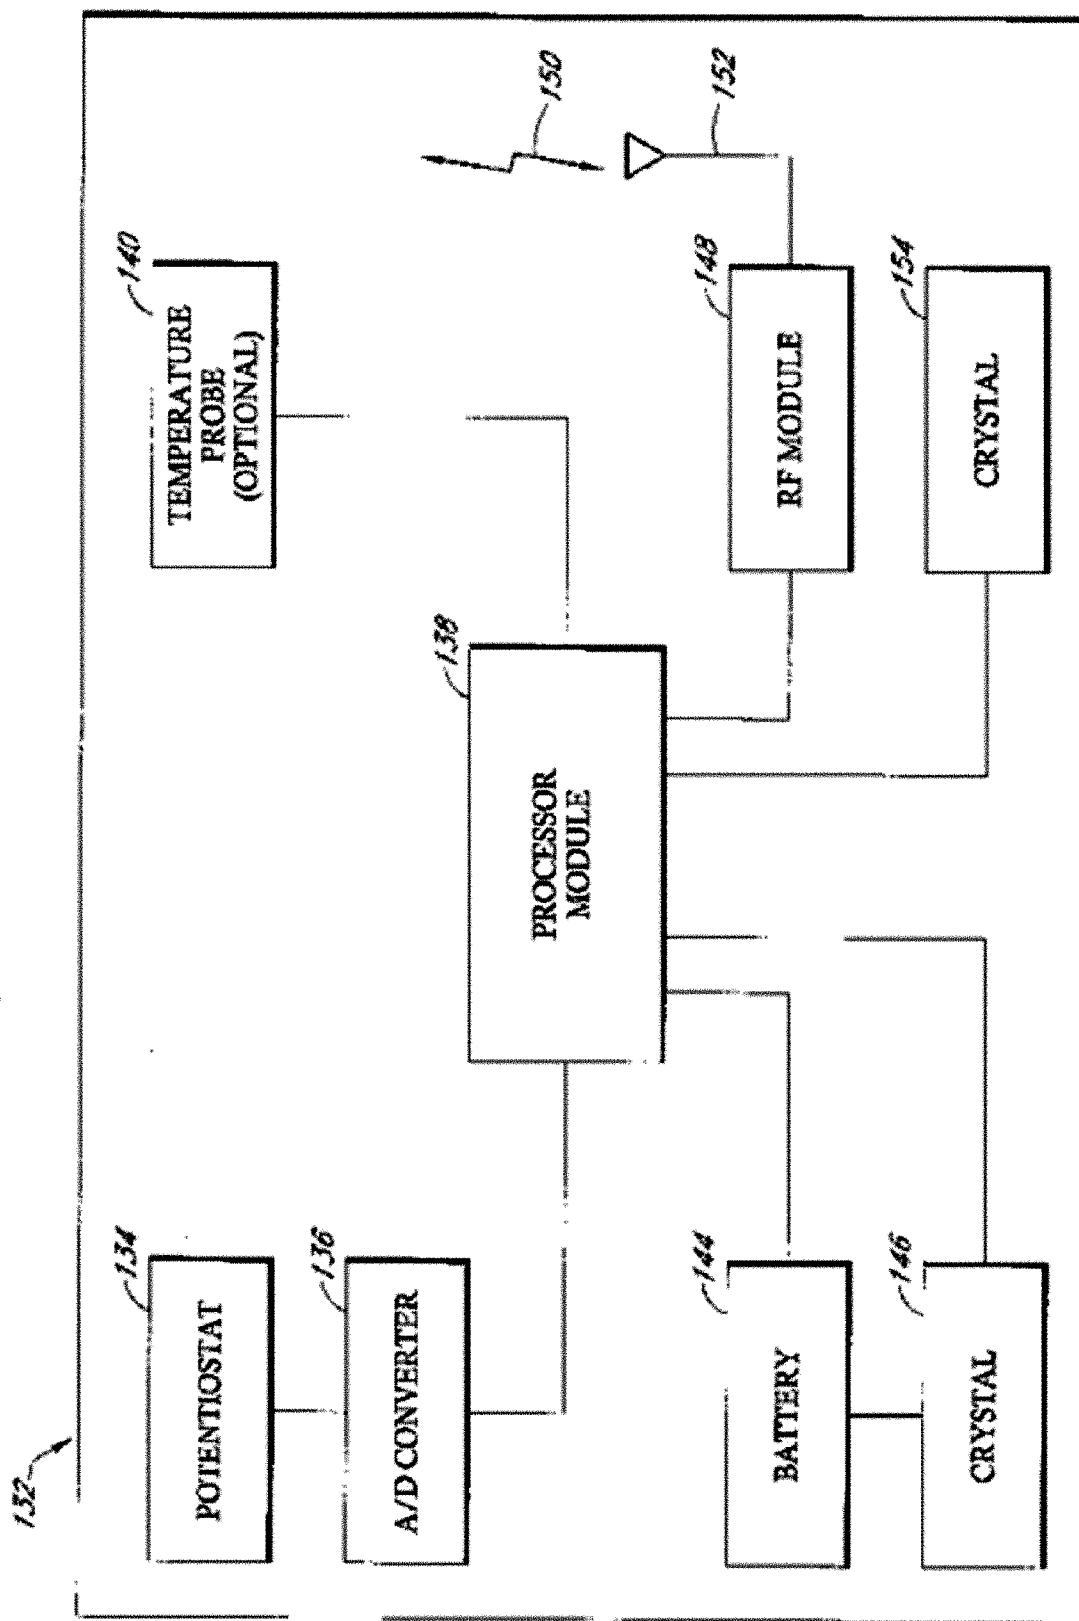 132
134
POTENTIOSTAT
136
A/D CONVERTER
138
PROCESSOR
MODULE
140
TEMPERATURE
PROBE
(OPTIONAL)
144
BATTERY
146
CRYSTAL
148
RF MODULE
150
152
154
CRYSTAL